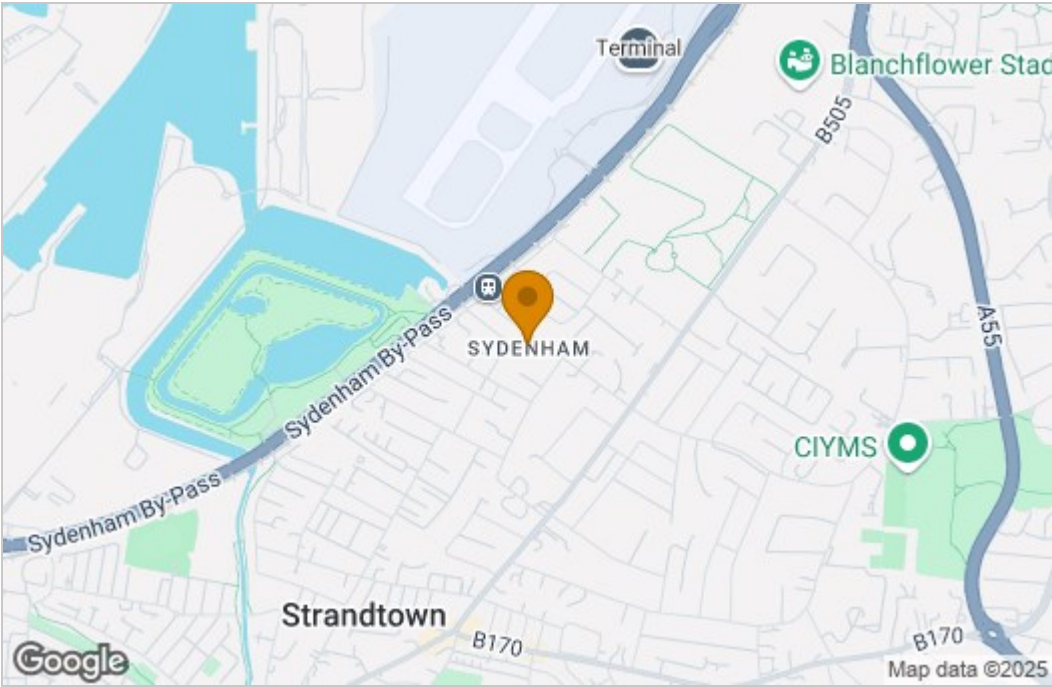 Terminal
Blanchflower Stad
B505
A55
SYDENHAM
Sydenham By-Pass
CIYMS
Sydenham By-Pass
Strandtown
B170
B170
Google
Map data ©2025